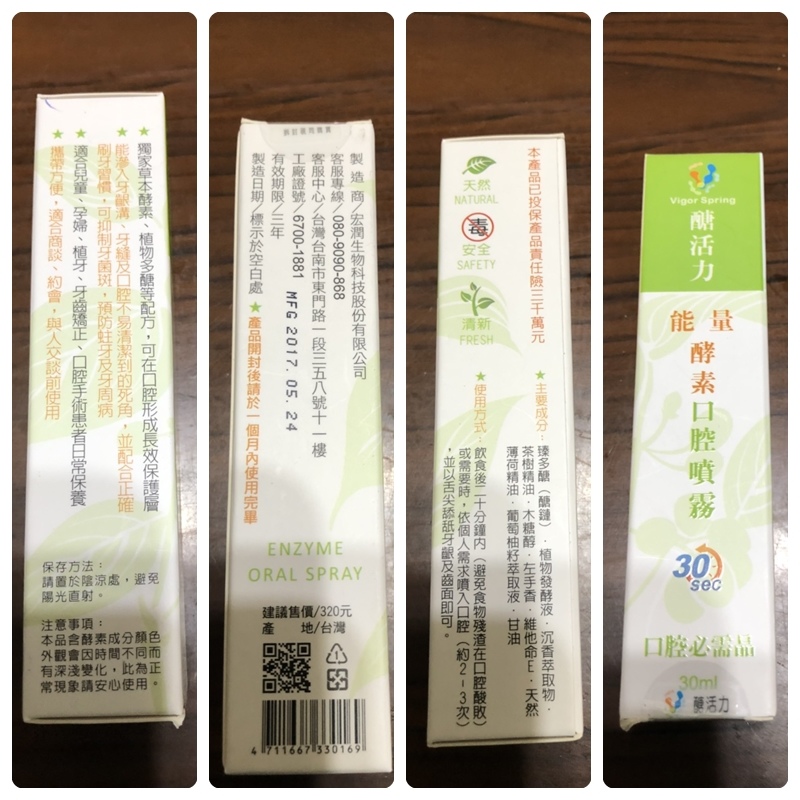 ★獨家草本酵素、植物多醣等配方，可在口腔形成長效保護層
★能滲入牙齦溝、牙縫及口腔不易清潔到的死角，並配合正確
刷牙習慣，可抑制牙菌斑，預防蛀牙及牙周病
★適合兒童、孕婦、植牙、牙齒矯正、口腔手術患者日常保養
★攜帶方便，適合商談、約會，與人交談前使用
保存方法：
請置於陰涼處，避免
陽光直射。
注意事項：
本品含酵素成分顏色
外觀會因時間不同而
有深淺變化，此為正
常現象請安心使用。
製造商／宏潤生物科技股份有限公司
客服專線／080-9090-868
客服中心／台灣台南市東門路一段三五八號十一樓
工廠證號／6700-1881
有效期限／三年
製造日期／標示於空白處
MFG 2017. 05. 24
★產品開封後請於一個月內使用完畢
ENZYME
ORAL SPRAY
建議售價/320元
產 地/台灣
4 711667 330169
本產品已投保產品責任險三千萬元
天然
NATURAL
毒
安全
SAFETY
清新
FRESH
★主要成分：臻多醣（醣鏈）．植物發酵液．沉香萃取物．
茶樹精油．木糖醇．左手香．維他命E．天然
薄荷精油．葡萄柚籽萃取液．甘油
★使用方式：飲食後二十分鐘內（避免食物殘渣在口腔酸敗）
或需要時，依個人需求噴入口腔（約2-3次）
，並以舌尖舔舐牙齦及齒面即可。
Vigor Spring
醣活力
能量
酵素口腔噴霧
30
sec
口腔必需品
30ml
醣活力